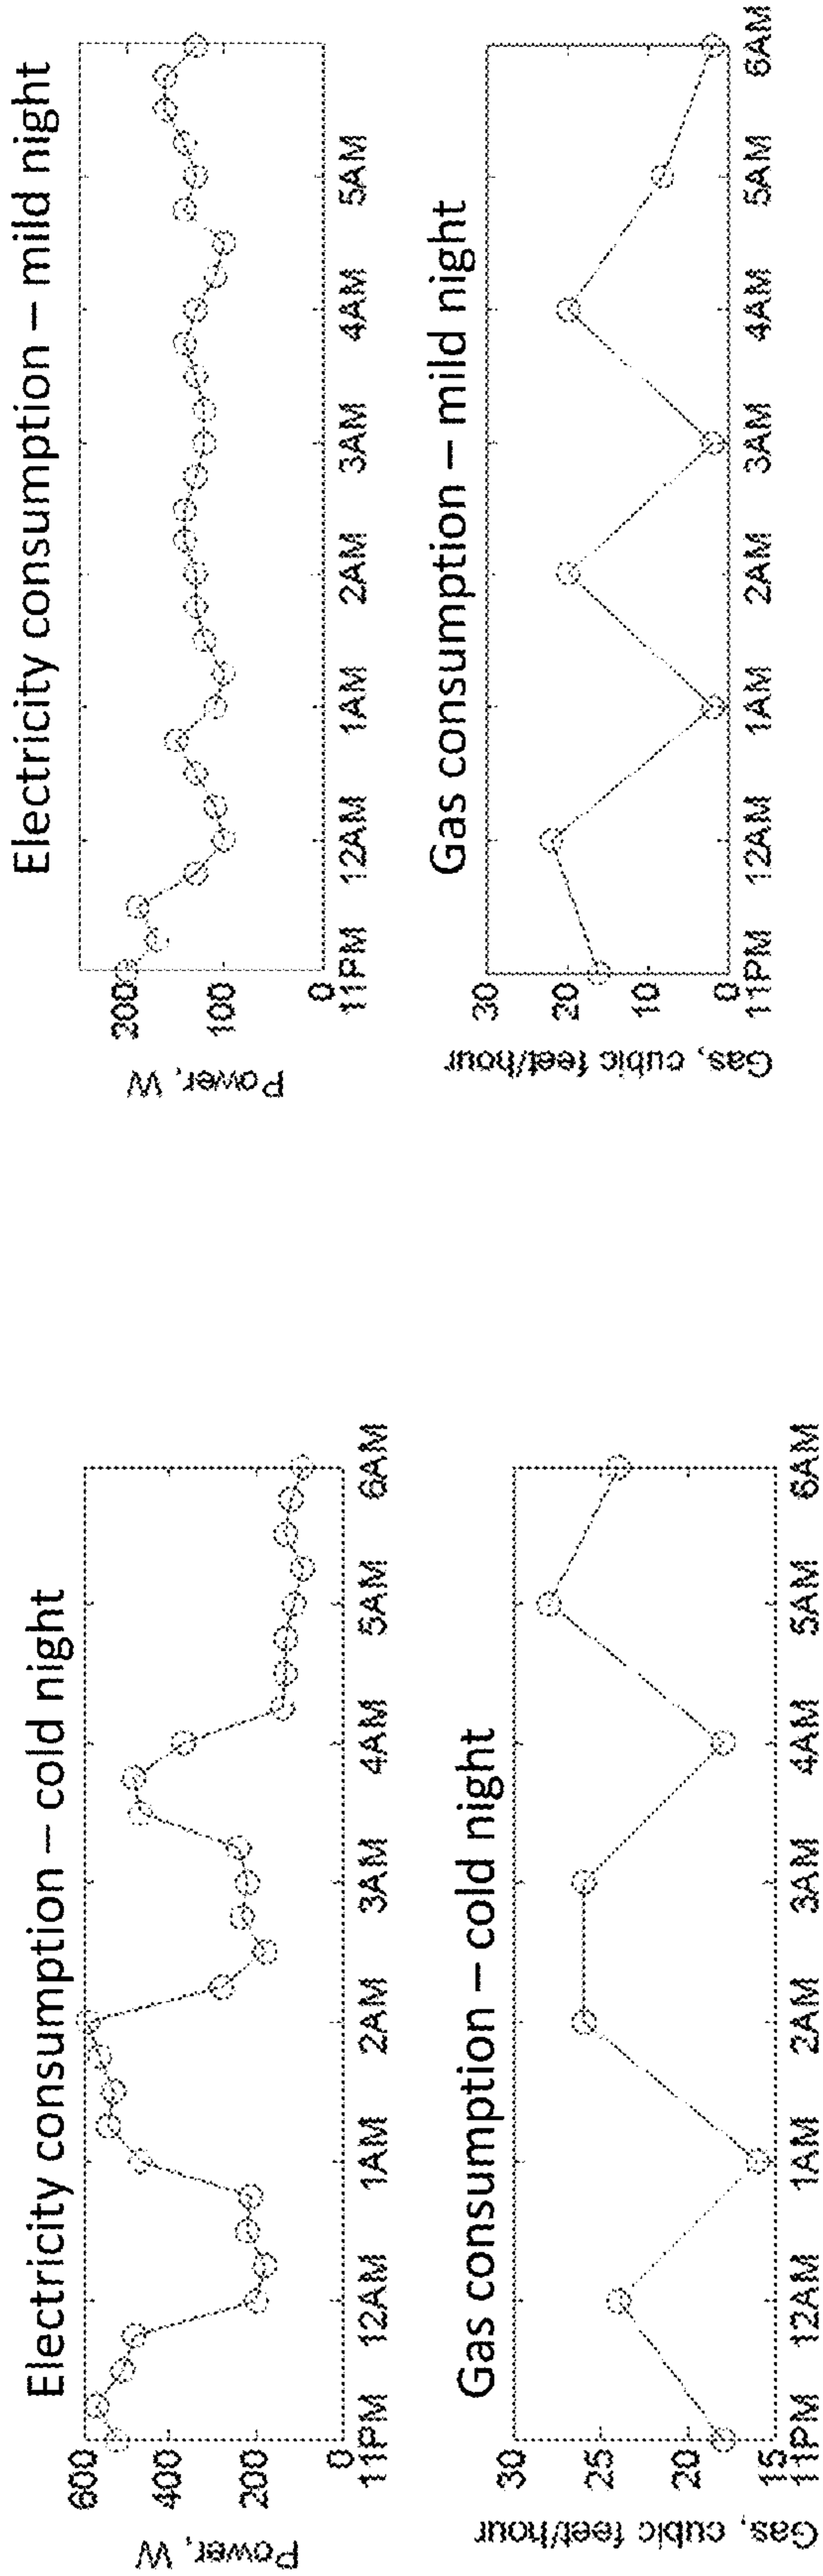 Electricity consumption – cold night
Power, W
600
400
200
0
11PM 12AM 1AM 2AM 3AM 4AM 5AM 6AM
Gas consumption – cold night
Gas, cubic feet/hour
30
25
20
15
11PM 12AM 1AM 2AM 3AM 4AM 5AM 6AM
Electricity consumption – mild night
Power, W
200
100
0
11PM 12AM 1AM 2AM 3AM 4AM 5AM
Gas consumption – mild night
Gas, cubic feet/hour
30
20
10
0
11PM 12AM 1AM 2AM 3AM 4AM 5AM 6AM